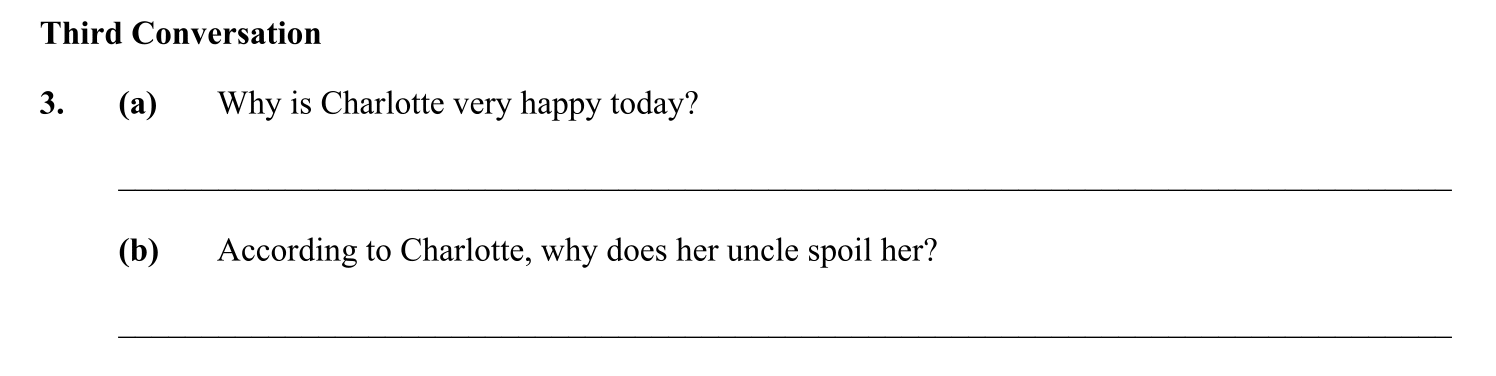 Third Conversation
3. (a) Why is Charlotte very happy today?
(b) According to Charlotte, why does her uncle spoil her?